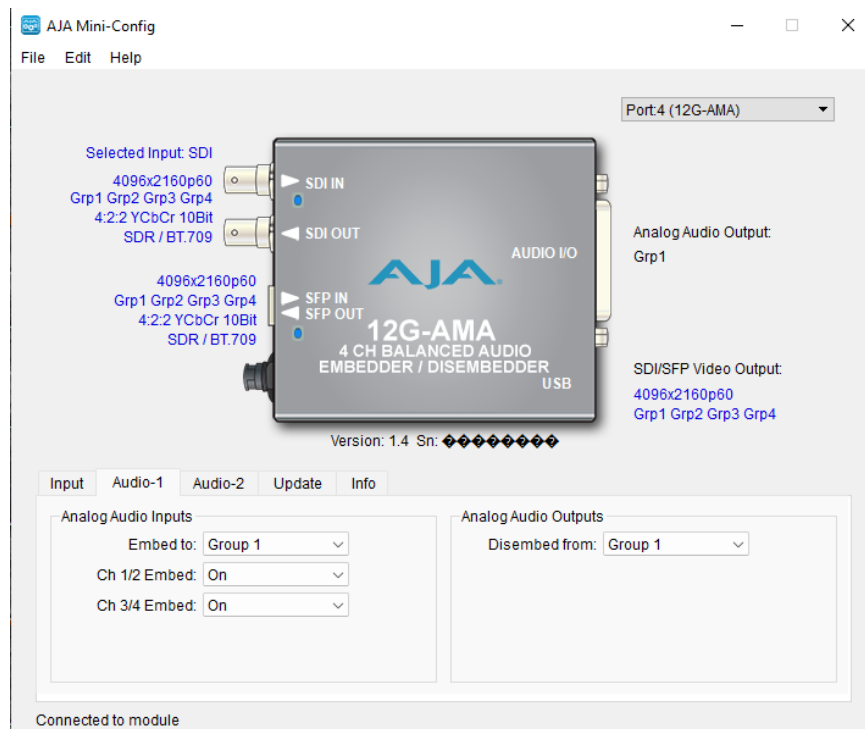 AJA Mini-Config
File Edit Help
Port:4 (12G-AMA)
Selected Input: SDI
4096x2160p60
Grp1 Grp2 Grp3 Grp4
4:2:2 YCbCr 10Bit
SDR / BT.709
4096x2160p60
Grp1 Grp2 Grp3 Grp4
4:2:2 YCbCr 10Bit
SDR / BT.709
SDI IN
SDI OUT
AUDIO I/O
AJA
SFP IN
SFP OUT
12G-AMA
4 CH BALANCED AUDIO
EMBEDDER / DISEMBEDDER
USB
Analog Audio Output:
Grp1
SDI/SFP Video Output:
4096x2160p60
Grp1 Grp2 Grp3 Grp4
Version: 1.4 Sn: ���������
Input Audio-1 Audio-2 Update Info
Analog Audio Inputs
Embed to: Group 1
Ch 1/2 Embed: On
Ch 3/4 Embed: On
Analog Audio Outputs
Disembed from: Group 1
Connected to module